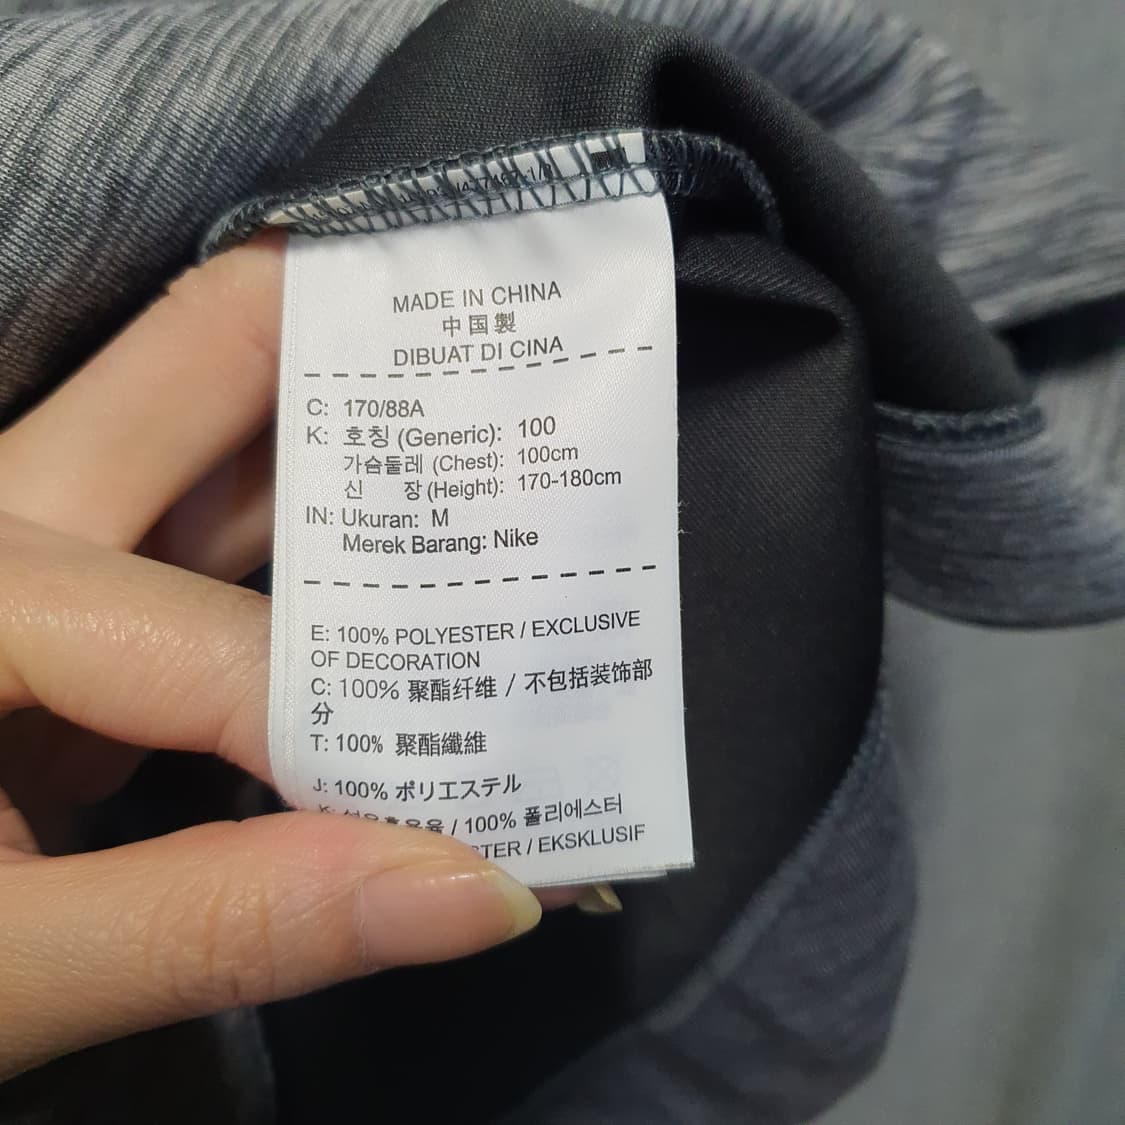 MADE IN CHINA
中国製
DIBUAT DI CINA
C: 170/88A
K: 호칭 (Generic): 100
가슴둘레 (Chest): 100cm
신 장 (Height): 170-180cm
IN: Ukuran: M
Merek Barang: Nike
E: 100% POLYESTER / EXCLUSIVE
OF DECORATION
C: 100% 聚酯纤维 / 不包括装饰部
分
T: 100% 聚酯纖維
J: 100% ポリエステル
/ 100% 폴리에스터
/ EKSKLUSIF